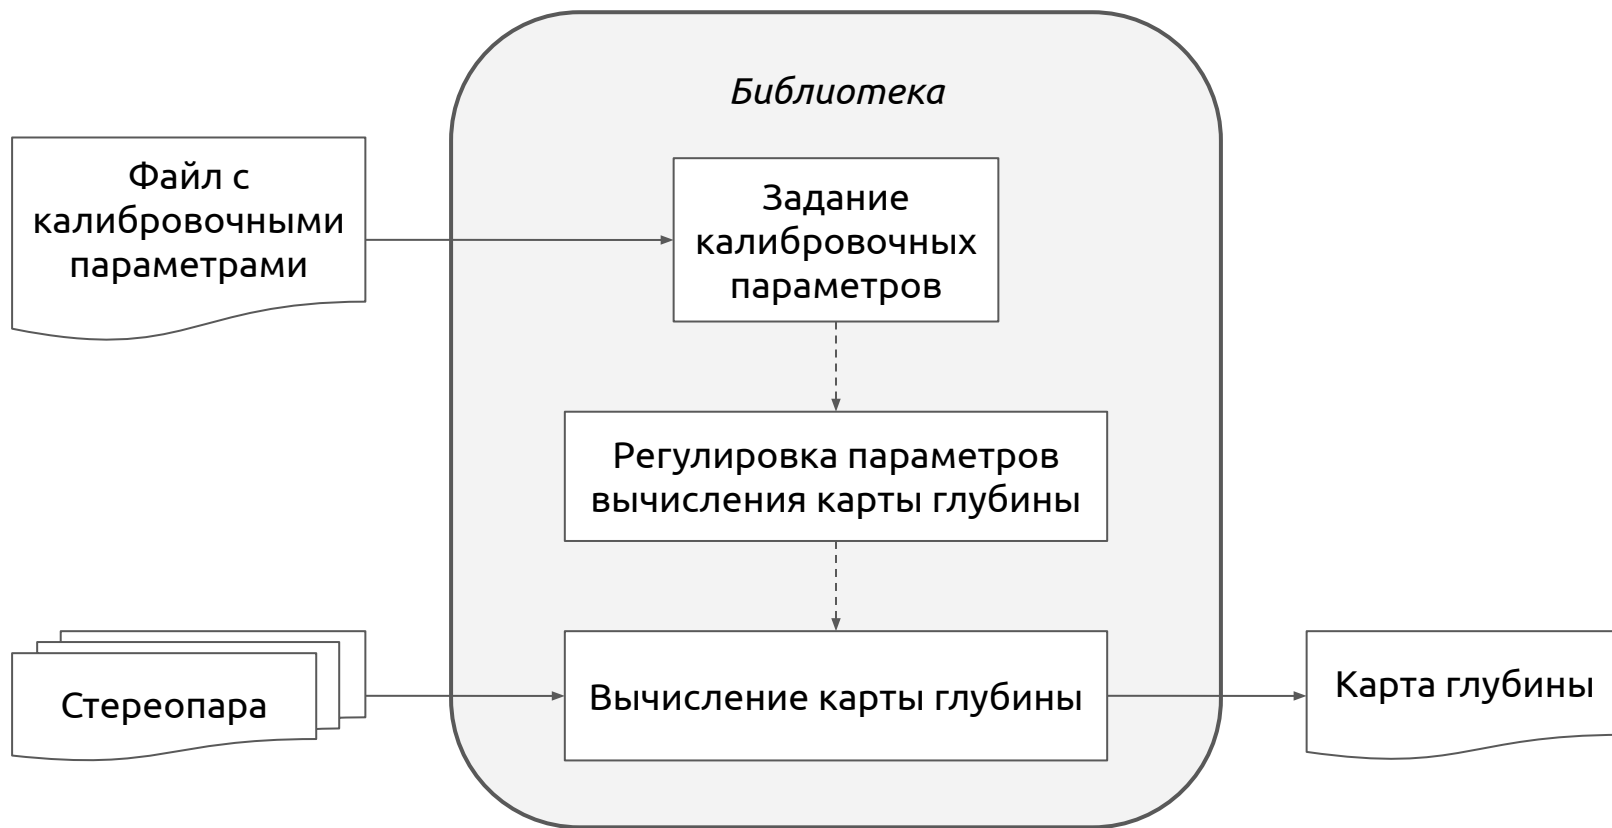 Библиотека
Файл с
калибровочными
параметрами
Задание
калибровочных
параметров
Регулировка параметров
вычисления карты глубины
Стереопара
Вычисление карты глубины
Карта глубины